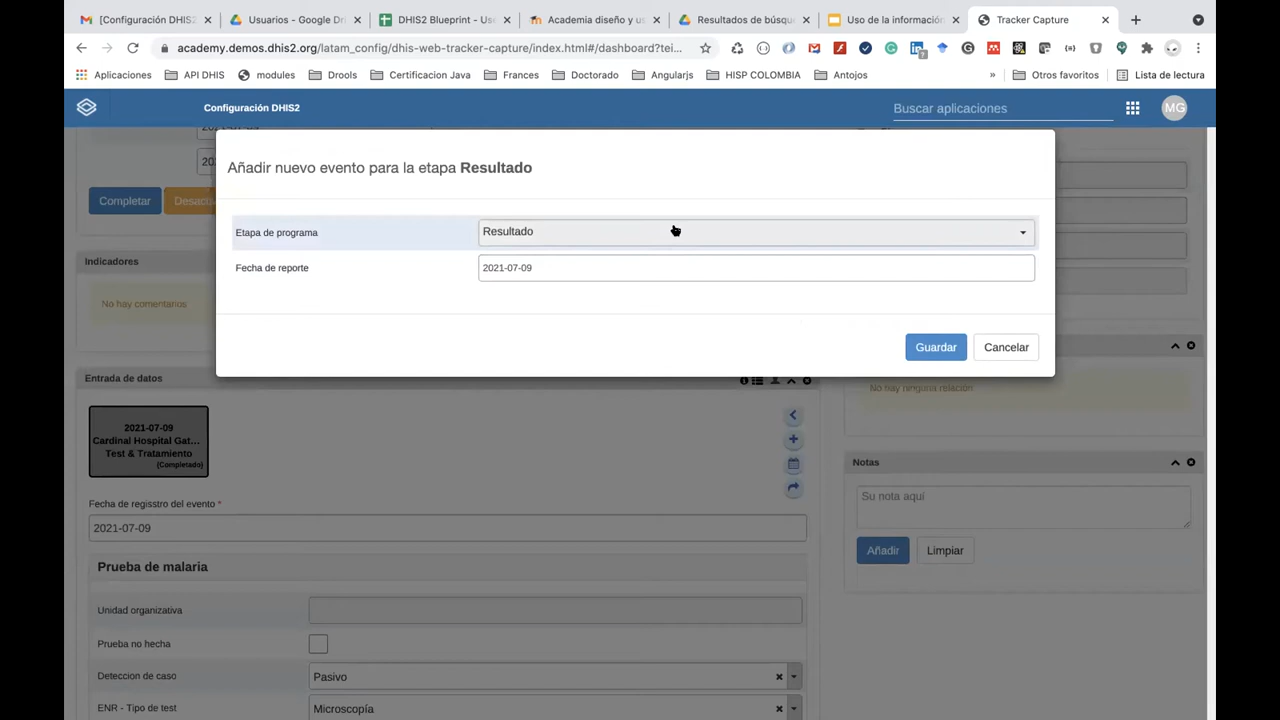 [Configuración DHIS2
Usuarios - Google Dri
DHIS2 Blueprint - Use
Academia diseño y us
Resultados de búsqu
Uso de la información
Tracker Capture
academy.demos.dhis2.org/latam_config/dhis-web-tracker-capture/index.html#/dashboard?tei...
Aplicaciones
API DHIS
modules
Drools
Certificacion Java
Frances
Doctorado
Angularjs
HISP COLOMBIA
Antojos
»
Otros favoritos
Lista de lectura
Configuración DHIS2
Buscar aplicaciones
MG
Añadir nuevo evento para la etapa Resultado
Etapa de programa
Resultado
Fecha de reporte
2021-07-09
Guardar
Cancelar
Completar
Indicadores
No hay comentarios
No hay ninguna relación
Entrada de datos
2021-07-09
Cardinal Hospital Gat...
Test & Tratamiento
(Completado)
Fecha de regisstro del evento *
2021-07-09
Prueba de malaria
Unidad organizativa
Prueba no hecha
Deteccion de caso
Pasivo
ENR - Tipo de test
Microscopía
Notas
Su nota aquí
Añadir
Limpiar